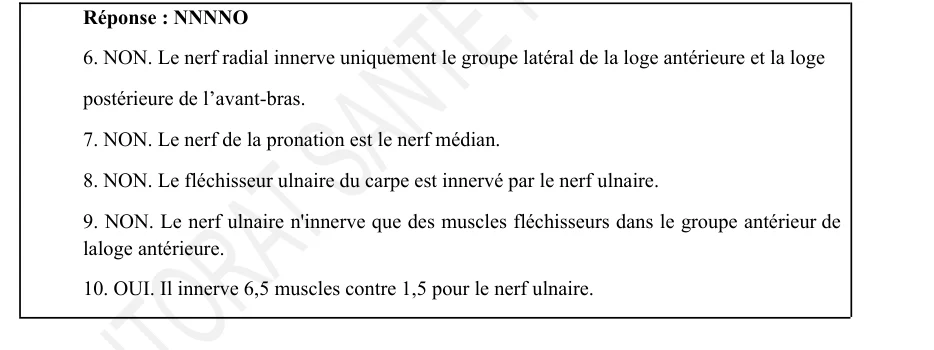 Réponse : NNNNO
6. NON. Le nerf radial innerve uniquement le groupe latéral de la loge antérieure et la loge
postérieure de l’avant-bras.
7. NON. Le nerf de la pronation est le nerf médian.
8. NON. Le fléchisseur ulnaire du carpe est innervé par le nerf ulnaire.
9. NON. Le nerf ulnaire n'innerve que des muscles fléchisseurs dans le groupe antérieur de
laloge antérieure.
10. OUI. Il innerve 6,5 muscles contre 1,5 pour le nerf ulnaire.
TORAT SANTE